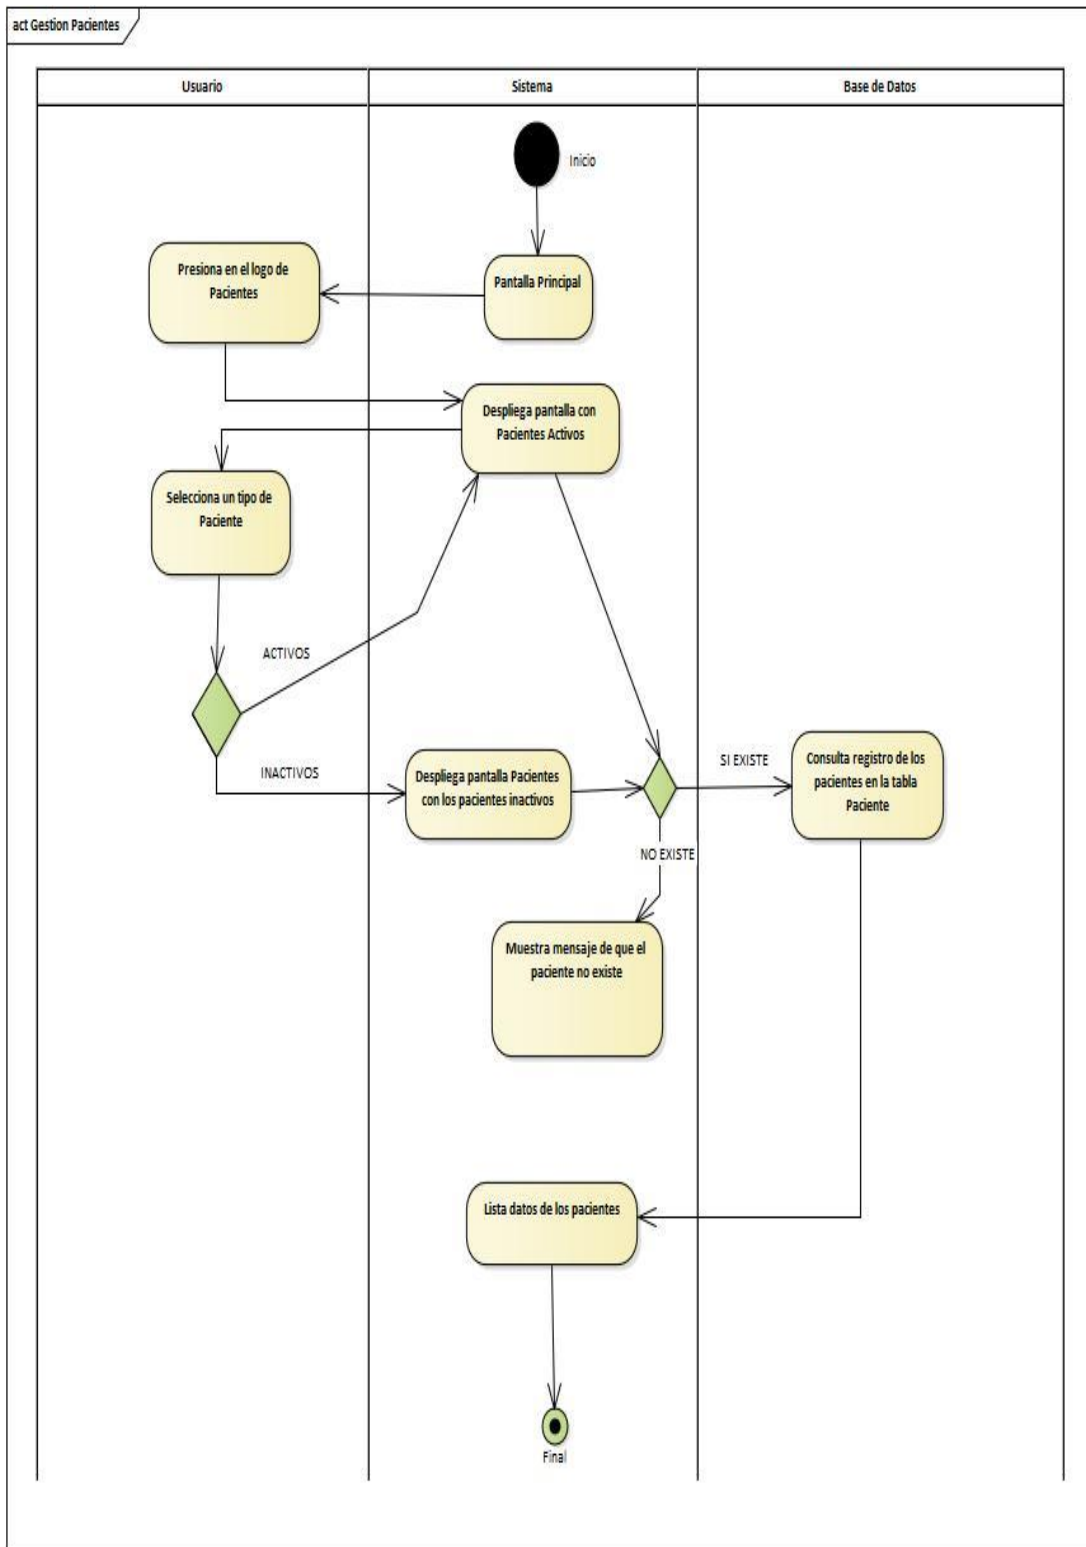 act Gestion Pacientes
Usuario
Sistema
Base de Datos
Inicio
Presiona en el logo de
Pacientes
Pantalla Principal
Despliega pantalla con
Pacientes Activos
Selecciona un tipo de
Paciente
ACTIVOS
INACTIVOS
Despliega pantalla Pacientes
con los pacientes inactivos
SI EXISTE
Consulta registro de los
pacientes en la tabla
Paciente
NO EXISTE
Muestra mensaje de que el
paciente no existe
Lista datos de los pacientes
Final